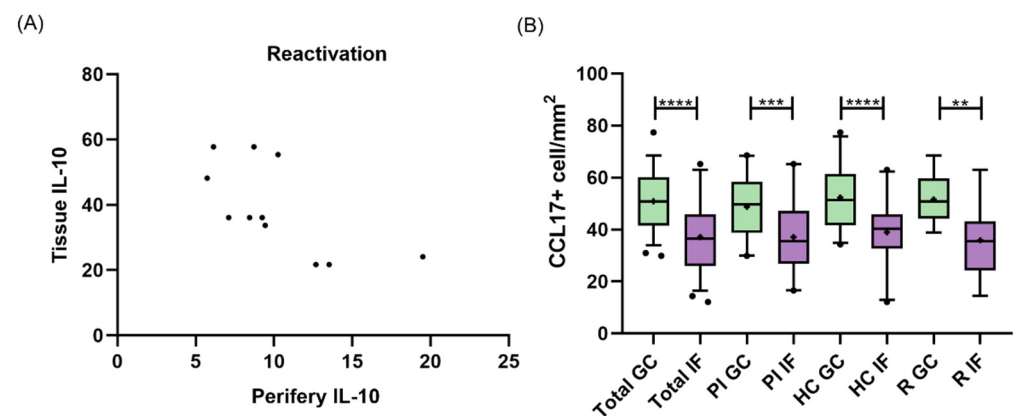 (A)
Reactivation
Tissue IL-10
80
60
40
20
0
0 5 10 15 20 25
Perifery IL-10
(B)
CCL17+ cell/mm²
100
80
60
40
20
0
**** *** **** **
Total GC Total IF PI GC PI IF HC GC HC IF R GC R IF